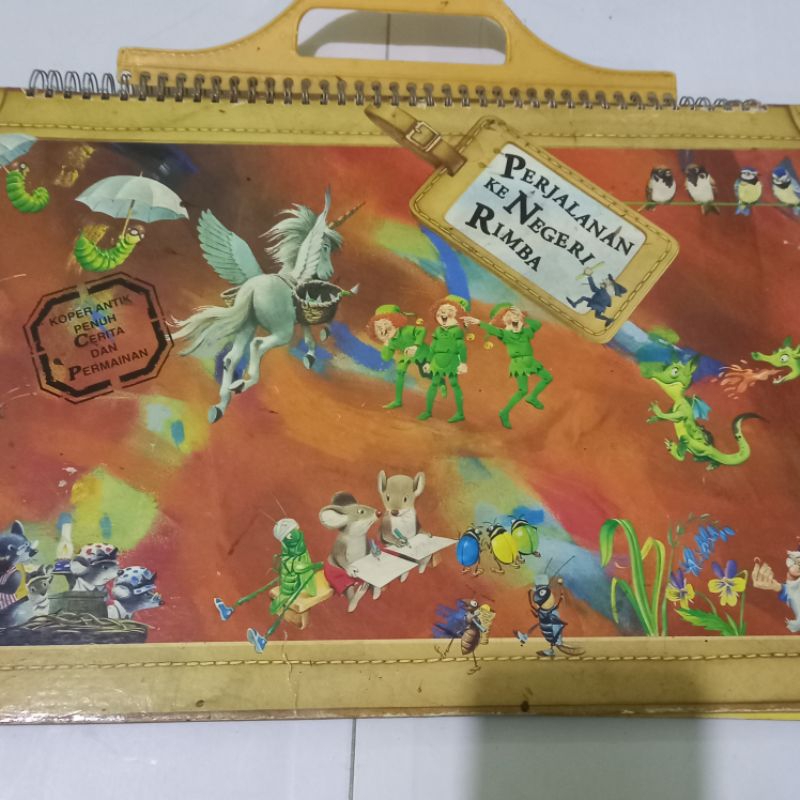 PERJALANAN
KE NEGERI
RIMBA
KOPER ANTIK
PENUH
CERITA
DAN
PERMAINAN